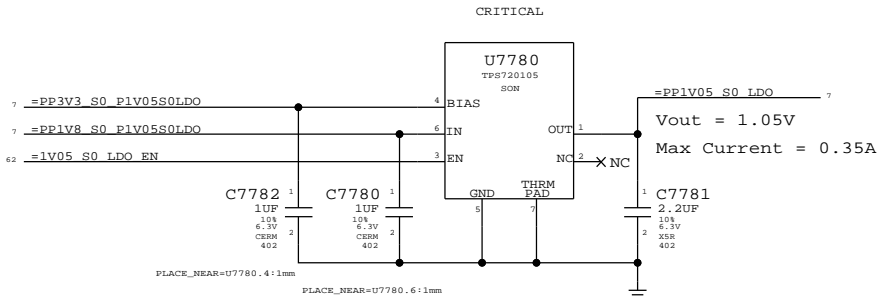 CRITICAL
U7780
TPS720105
SON
7 =PP3V3_S0_P1V05S0LDO 4 BIAS
7 =PP1V8_S0_P1V05S0LDO 6 IN
62 =1V05_S0_LDO_EN 3 EN
OUT 1
NC 2 NC
GND 5
THRM
PAD
7
=PP1V05_S0_LDO 7
Vout = 1.05V
Max Current = 0.35A
C7782 1
1UF
10%
6.3V
CERM 2
402
C7780 1
1UF
10%
6.3V
CERM 2
402
1 C7781
2.2UF
10%
6.3V
2 X5R
402
PLACE_NEAR=U7780.4:1mm
PLACE_NEAR=U7780.6:1mm